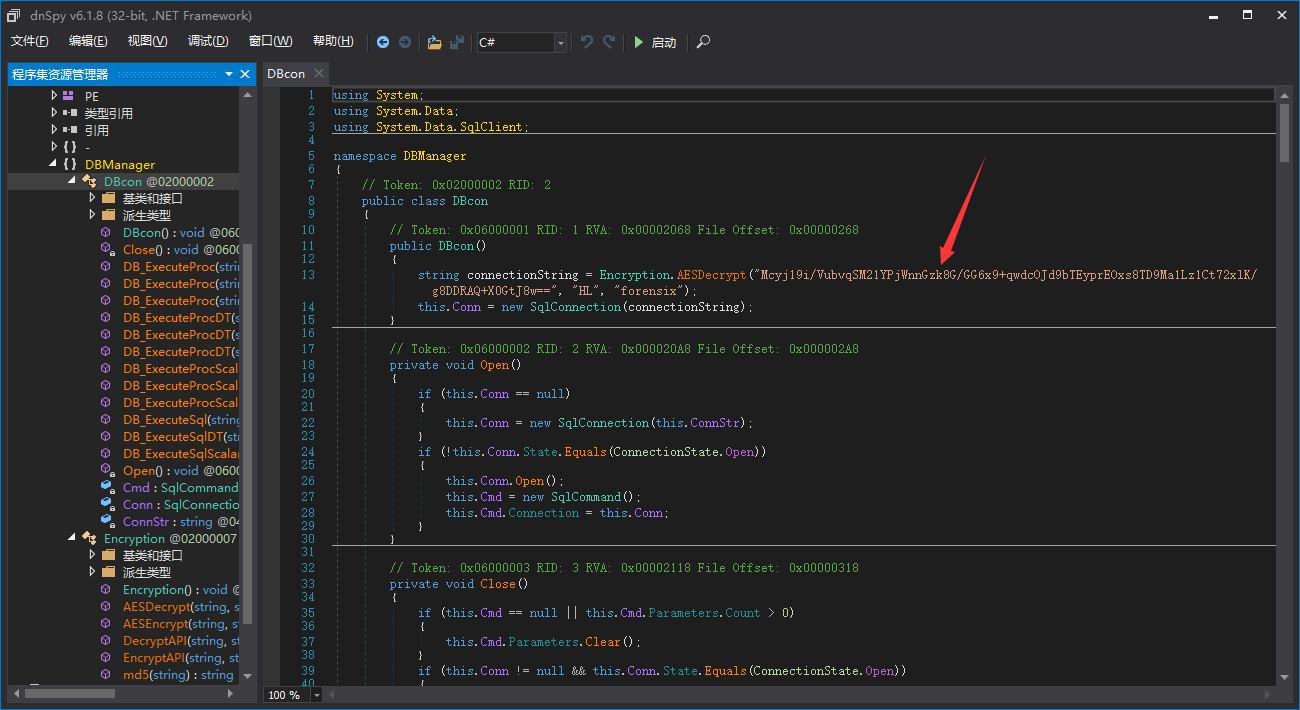 dnSpy v6.1.8 (32-bit, .NET Framework)
文件(F) 编辑(E) 视图(V) 调试(D) 窗口(W) 帮助(H) C# 启动
程序集资源管理器
PE
类型引用
引用
{ } -
{ } DBManager
DBcon @02000002
基类和接口
派生类型
DBcon() : void @060
Close() : void @0600
DB_ExecuteProc(strin
DB_ExecuteProc(strin
DB_ExecuteProc(strin
DB_ExecuteProcDT(s
DB_ExecuteProcDT(s
DB_ExecuteProcDT(s
DB_ExecuteProcScal
DB_ExecuteProcScal
DB_ExecuteProcScal
DB_ExecuteSql(string
DB_ExecuteSqlDT(str
DB_ExecuteSqlScalar
Open() : void @0600
Cmd : SqlCommand
Conn : SqlConnectio
ConnStr : string @04
Encryption @02000007
基类和接口
派生类型
Encryption() : void @
AESDecrypt(string, s
AESEncrypt(string, st
DecryptAPI(string, st
EncryptAPI(string, st
md5(string) : string
DBcon
1 using System;
2 using System.Data;
3 using System.Data.SqlClient;
4
5 namespace DBManager
6 {
7 // Token: 0x02000002 RID: 2
8 public class DBcon
9 {
10 // Token: 0x06000001 RID: 1 RVA: 0x00002068 File Offset: 0x00000268
11 public DBcon()
12 {
13 string connectionString = Encryption.AESDecrypt("Mcyj19i/VubvqSM21YPjWnnGzk8G/GG6x9+qwdcOJd9bTEyprEOxs8TD9Ma1Lz1Ct72xlK/
g8DDRAQ+X0GtJ8w==", "HL", "forensix");
14 this.Conn = new SqlConnection(connectionString);
15 }
16
17 // Token: 0x06000002 RID: 2 RVA: 0x000020A8 File Offset: 0x000002A8
18 private void Open()
19 {
20 if (this.Conn == null)
21 {
22 this.Conn = new SqlConnection(this.ConnStr);
23 }
24 if (!this.Conn.State.Equals(ConnectionState.Open))
25 {
26 this.Conn.Open();
27 this.Cmd = new SqlCommand();
28 this.Cmd.Connection = this.Conn;
29 }
30 }
31
32 // Token: 0x06000003 RID: 3 RVA: 0x00002118 File Offset: 0x00000318
33 private void Close()
34 {
35 if (this.Cmd == null || this.Cmd.Parameters.Count > 0)
36 {
37 this.Cmd.Parameters.Clear();
38 }
39 if (this.Conn != null && this.Conn.State.Equals(ConnectionState.Open))
40 {
100 %